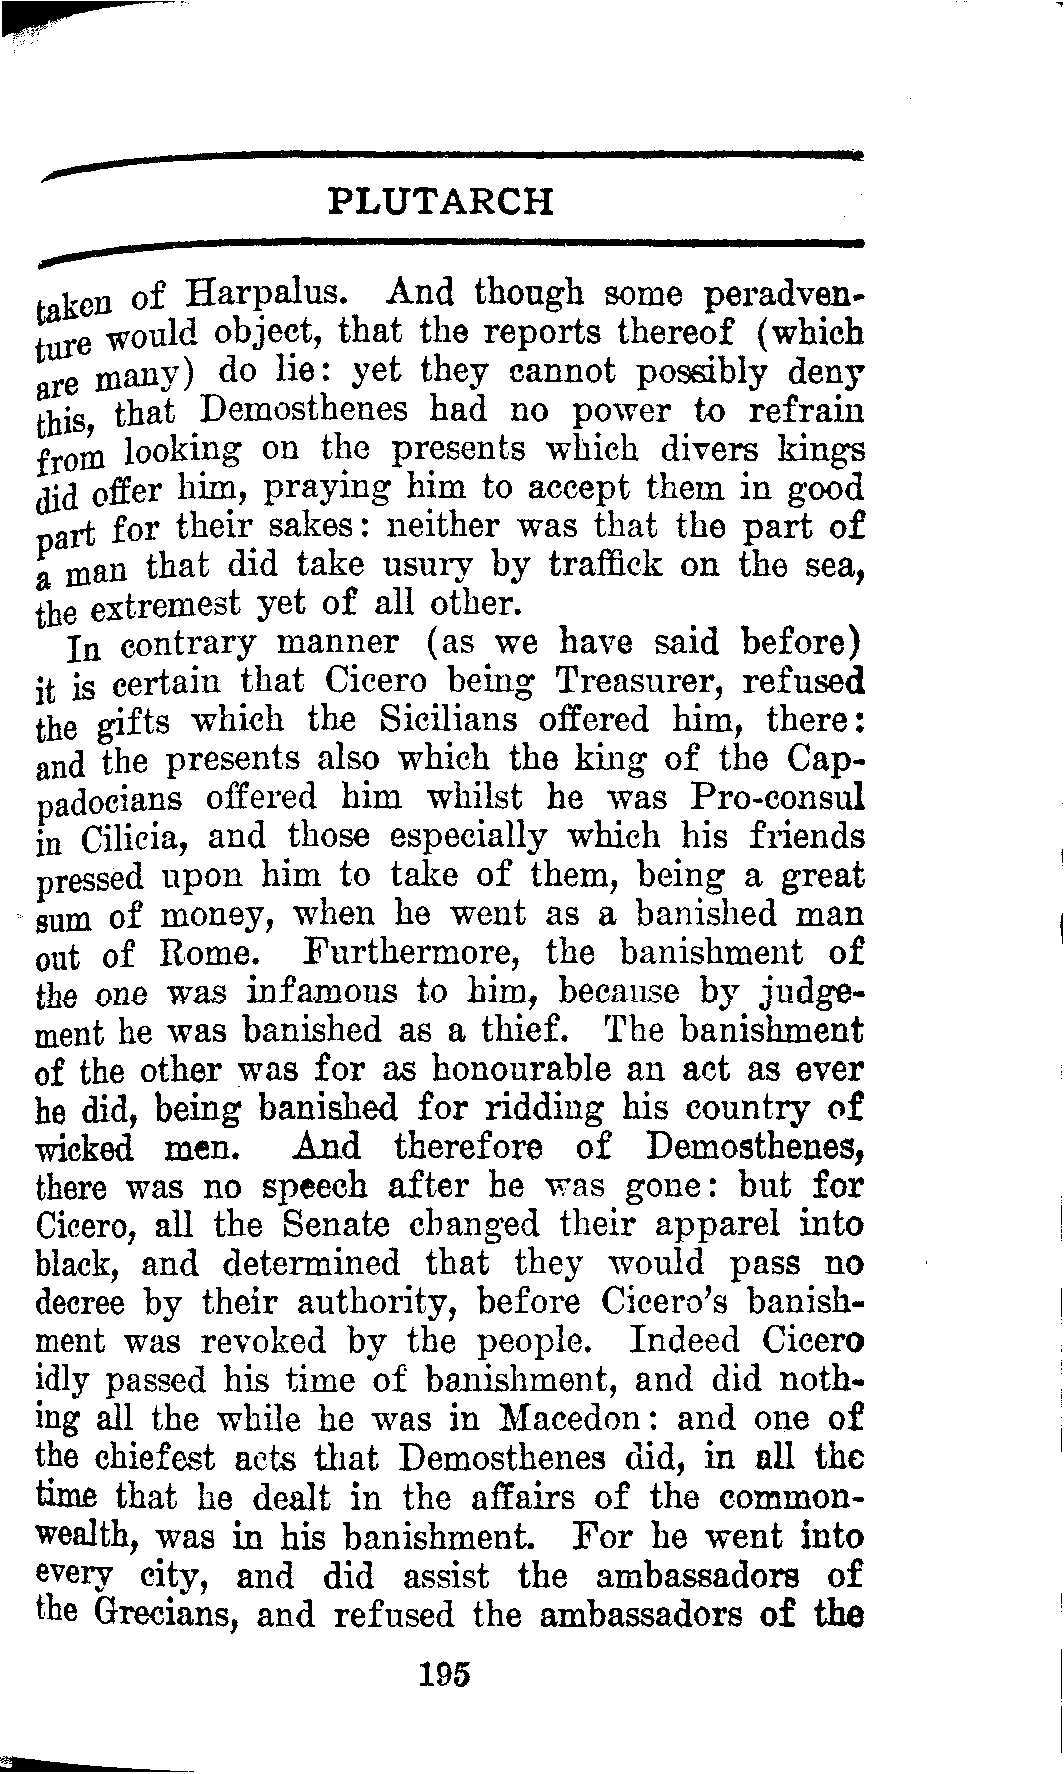 PLUTARCH
taken of Harpalus. And though some peradven-
ture would object, that the reports thereof (which
are many) do lie: yet they cannot possibly deny
this, that Demosthenes had no power to refrain
from looking on the presents which divers kings
did offer him, praying him to accept them in good
part for their sakes: neither was that the part of
a man that did take usury by traffick on the sea,
the extremest yet of all other.
In contrary manner (as we have said before)
it is certain that Cicero being Treasurer, refused
the gifts which the Sicilians offered him, there:
and the presents also which the king of the Cap-
padocians offered him whilst he was Pro-consul
in Cilicia, and those especially which his friends
pressed upon him to take of them, being a great
sum of money, when he went as a banished man
out of Rome. Furthermore, the banishment of
the one was infamous to him, because by judge-
ment he was banished as a thief. The banishment
of the other was for as honourable an act as ever
he did, being banished for ridding his country of
wicked men. And therefore of Demosthenes,
there was no speech after he was gone: but for
Cicero, all the Senate changed their apparel into
black, and determined that they would pass no
decree by their authority, before Cicero's banish-
ment was revoked by the people. Indeed Cicero
idly passed his time of banishment, and did noth-
ing all the while he was in Macedon: and one of
the chiefest acts that Demosthenes did, in all the
time that he dealt in the affairs of the common-
wealth, was in his banishment. For he went into
every city, and did assist the ambassadors of
the Grecians, and refused the ambassadors of the
195